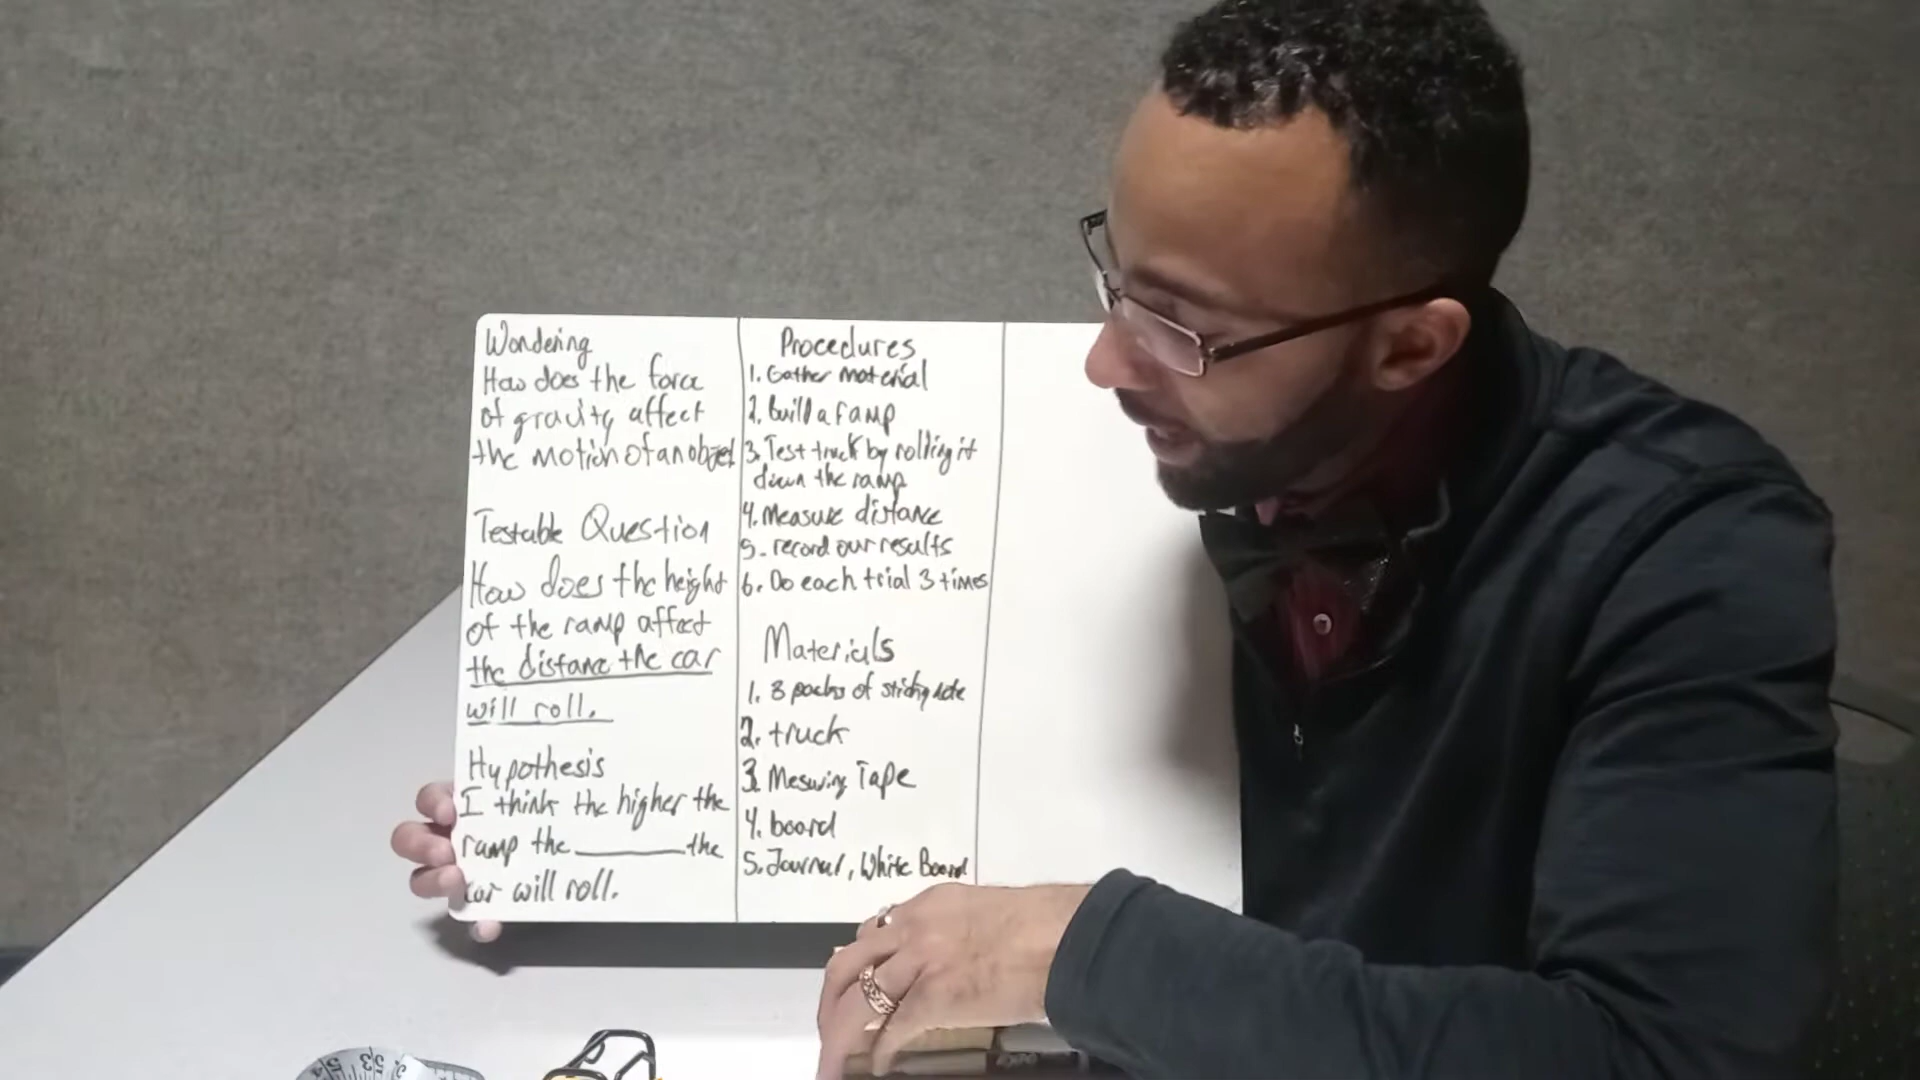 Wondering
How does the force
of gravity affect
the motion of an object
Testable Question
How does the height
of the ramp affect
the distance the car
will roll.
Hypothesis
I think the higher the
ramp the ________ the
car will roll.
Procedures
1. Gather material
2. build a ramp
3. Test truck by rolling it
down the ramp
4. Measure distance
5. record our results
6. Do each trial 3 times
Materials
1. 8 packs of sticky note
2. truck
3. Mesuring Tape
4. board
5. Journal, White Board
53